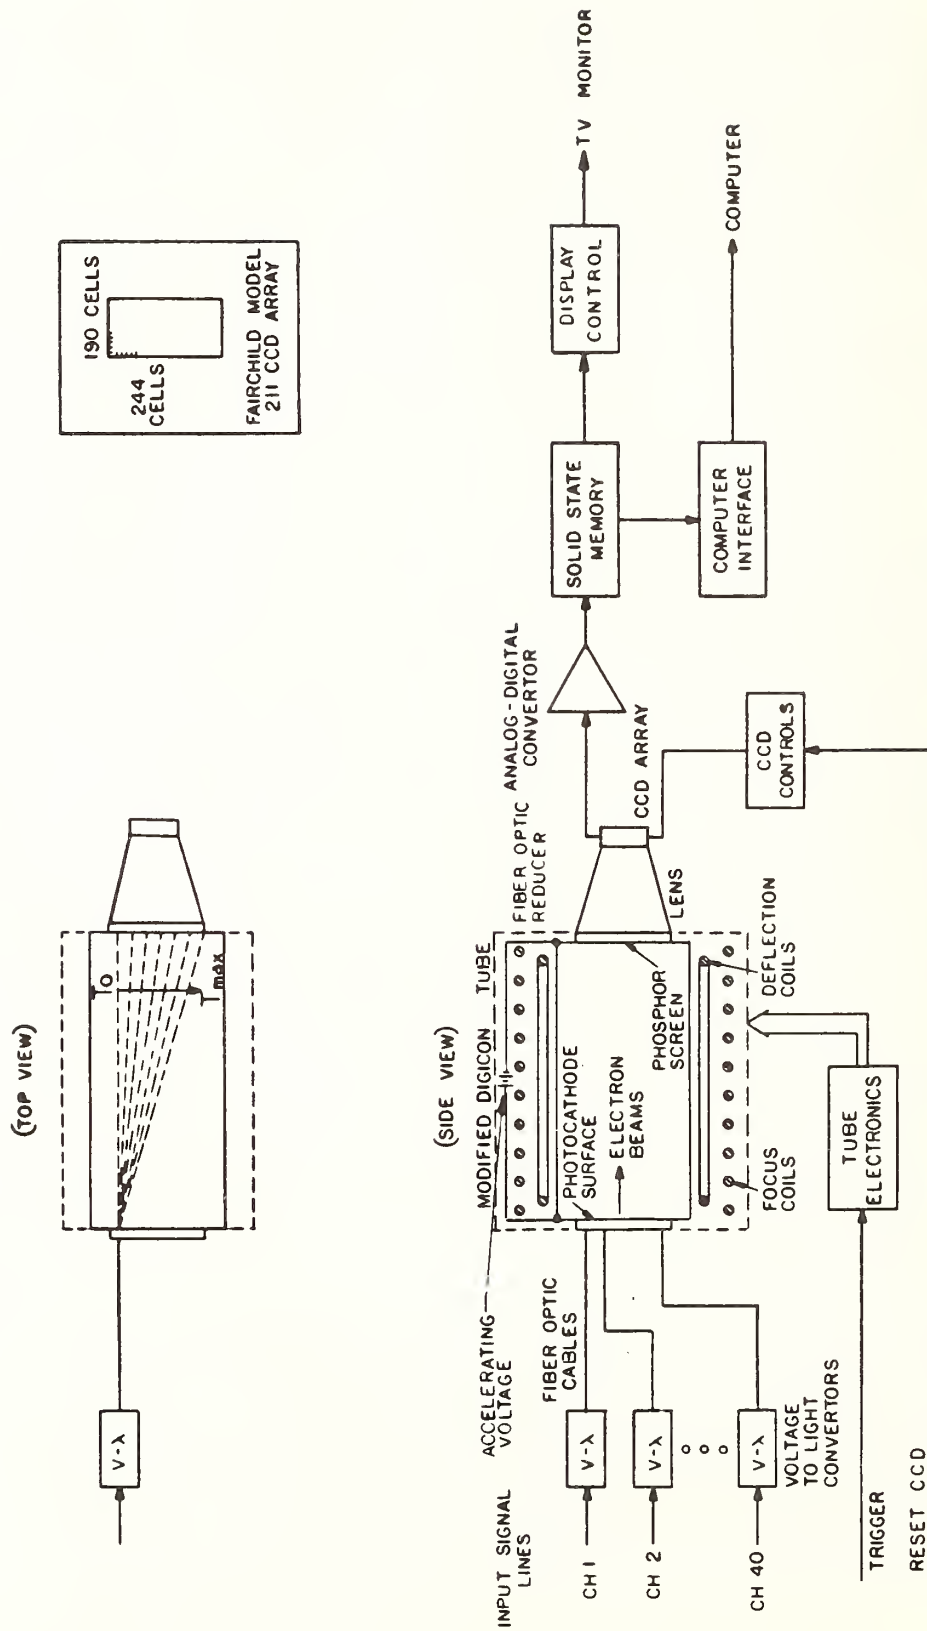 (TOP VIEW)
V-λ
T0
Tmax
190 CELLS
244
CELLS
FAIRCHILD MODEL
211 CCD ARRAY
(SIDE VIEW)
INPUT SIGNAL
LINES
ACCELERATING
VOLTAGE
MODIFIED DIGICON TUBE
FIBER OPTIC
REDUCER
ANALOG-DIGITAL
CONVERTOR
FIBER OPTIC
CABLES
PHOTOCATHODE
SURFACE
ELECTRON
BEAMS
PHOSPHOR
SCREEN
LENS
CCD ARRAY
SOLID STATE
MEMORY
DISPLAY
CONTROL
TV MONITOR
CH 1
V-λ
CH 2
V-λ
CH 40
V-λ
VOLTAGE
TO LIGHT
CONVERTORS
FOCUS
COILS
DEFLECTION
COILS
CCD
CONTROLS
COMPUTER
INTERFACE
COMPUTER
TRIGGER
TUBE
ELECTRONICS
RESET CCD